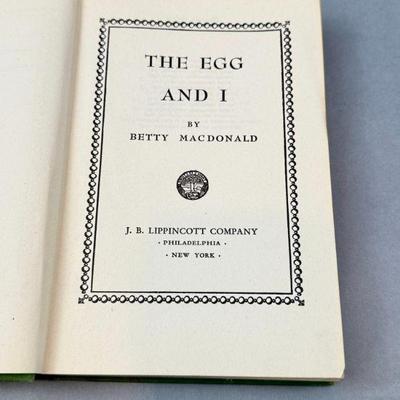 THE EGG
AND I
BY
BETTY MACDONALD
J. B. LIPPINCOTT COMPANY
· PHILADELPHIA ·
· NEW YORK ·